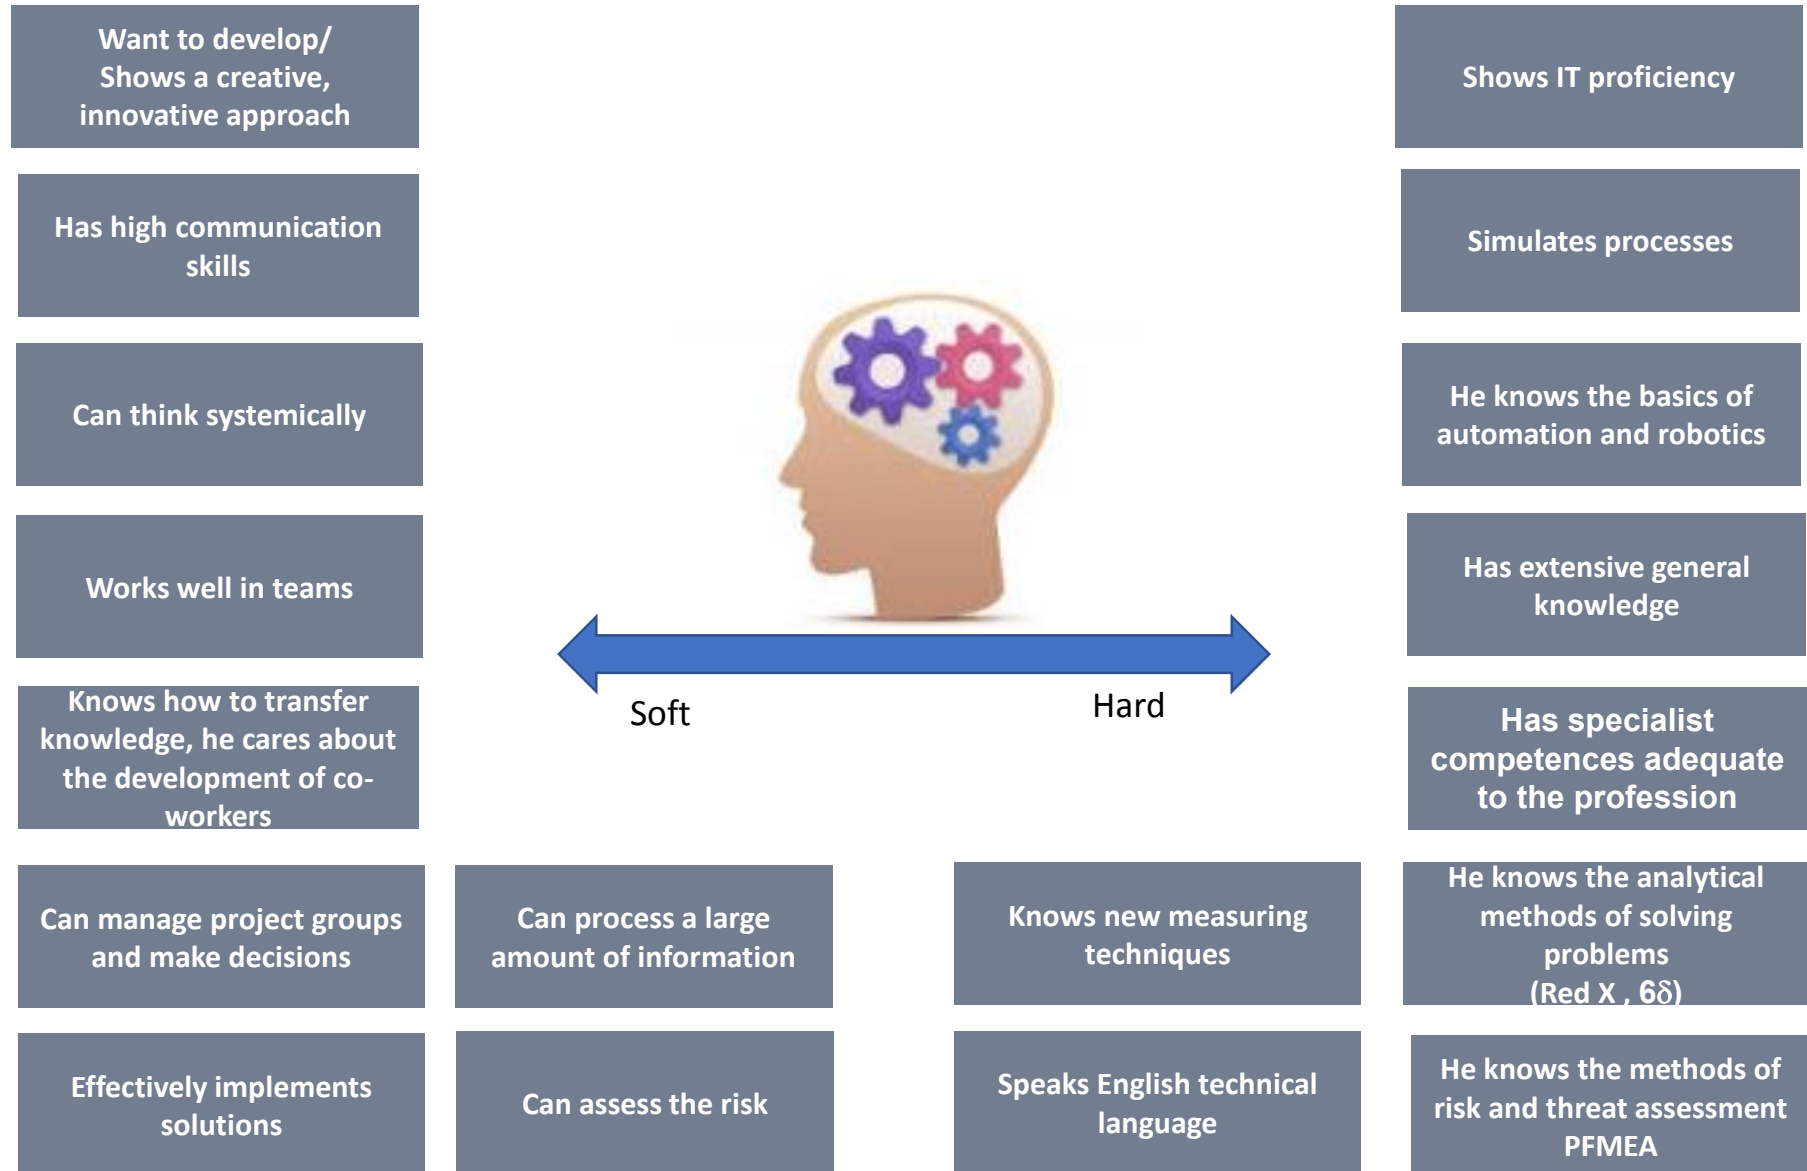 Want to develop/
Shows a creative,
innovative approach
Has high communication
skills
Can think systemically
Works well in teams
Knows how to transfer
knowledge, he cares about
the development of co-
workers
Can manage project groups
and make decisions
Effectively implements
solutions
Can process a large
amount of information
Can assess the risk
Soft
Hard
Knows new measuring
techniques
Speaks English technical
language
Shows IT proficiency
Simulates processes
He knows the basics of
automation and robotics
Has extensive general
knowledge
Has specialist
competences adequate
to the profession
He knows the analytical
methods of solving
problems
(Red X , 6δ)
He knows the methods of
risk and threat assessment
PFMEA